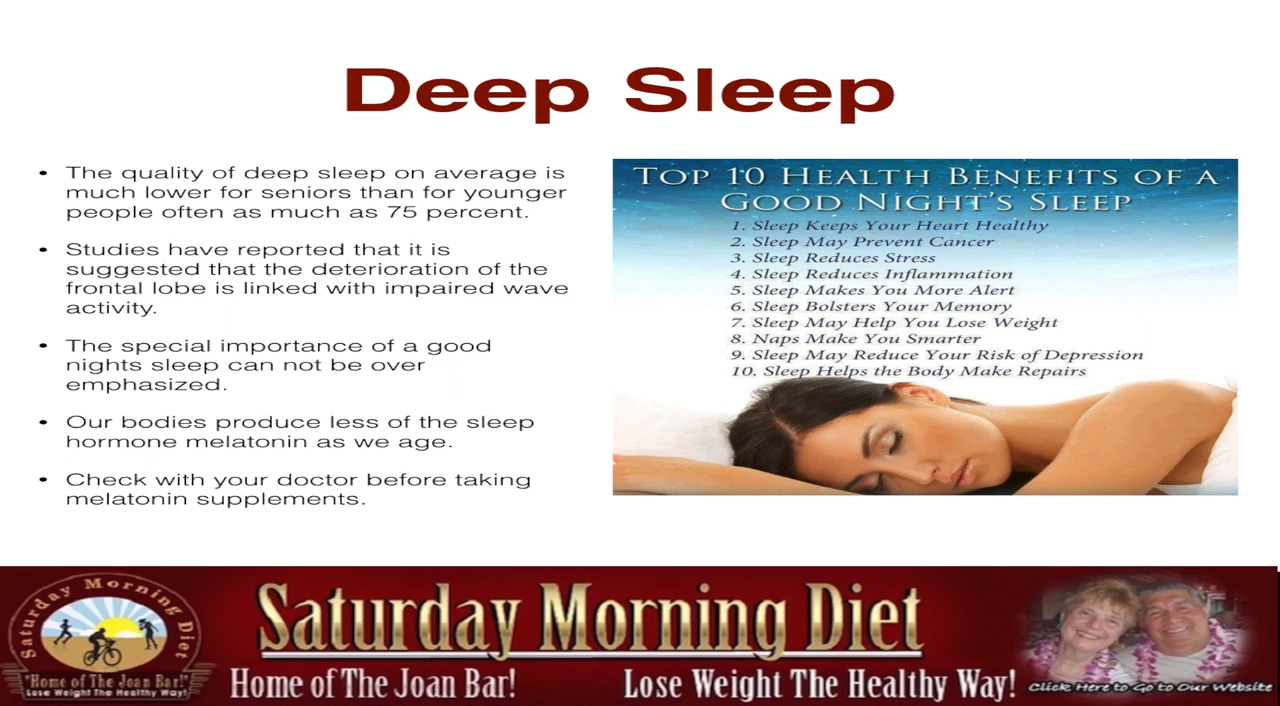 Deep Sleep
• The quality of deep sleep on average is
much lower for seniors than for younger
people often as much as 75 percent.
• Studies have reported that it is
suggested that the deterioration of the
frontal lobe is linked with impaired wave
activity.
• The special importance of a good
nights sleep can not be over
emphasized.
• Our bodies produce less of the sleep
hormone melatonin as we age.
• Check with your doctor before taking
melatonin supplements.
Top 10 Health Benefits of a
Good Night's Sleep
1. Sleep Keeps Your Heart Healthy
2. Sleep May Prevent Cancer
3. Sleep Reduces Stress
4. Sleep Reduces Inflammation
5. Sleep Makes You More Alert
6. Sleep Bolsters Your Memory
7. Sleep May Help You Lose Weight
8. Naps Make You Smarter
9. Sleep May Reduce Your Risk of Depression
10. Sleep Helps the Body Make Repairs
Saturday Morning Diet
"Home of The Joan Bar!"
Lose Weight The Healthy Way!
Saturday Morning Diet
Home of The Joan Bar! Lose Weight The Healthy Way!
Click Here to Go to Our Website